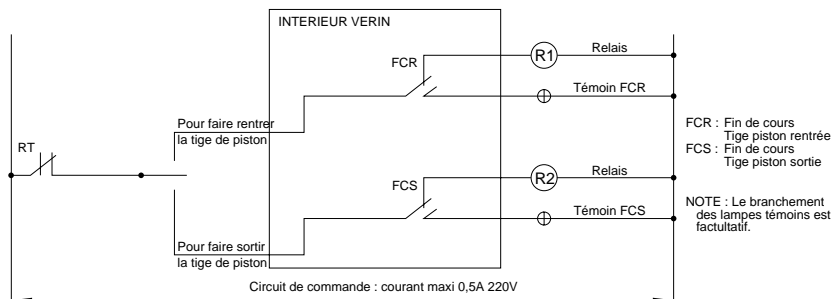 INTERIEUR VERIN
FCR
R1
Relais
Témoin FCR
Pour faire rentrer
la tige de piston
RT
FCR : Fin de cours
Tige piston rentrée
FCS : Fin de cours
Tige piston sortie
FCS
R2
Relais
Témoin FCS
NOTE : Le branchement
des lampes témoins est
factultatif.
Pour faire sortir
la tige de piston
Circuit de commande : courant maxi 0,5A 220V